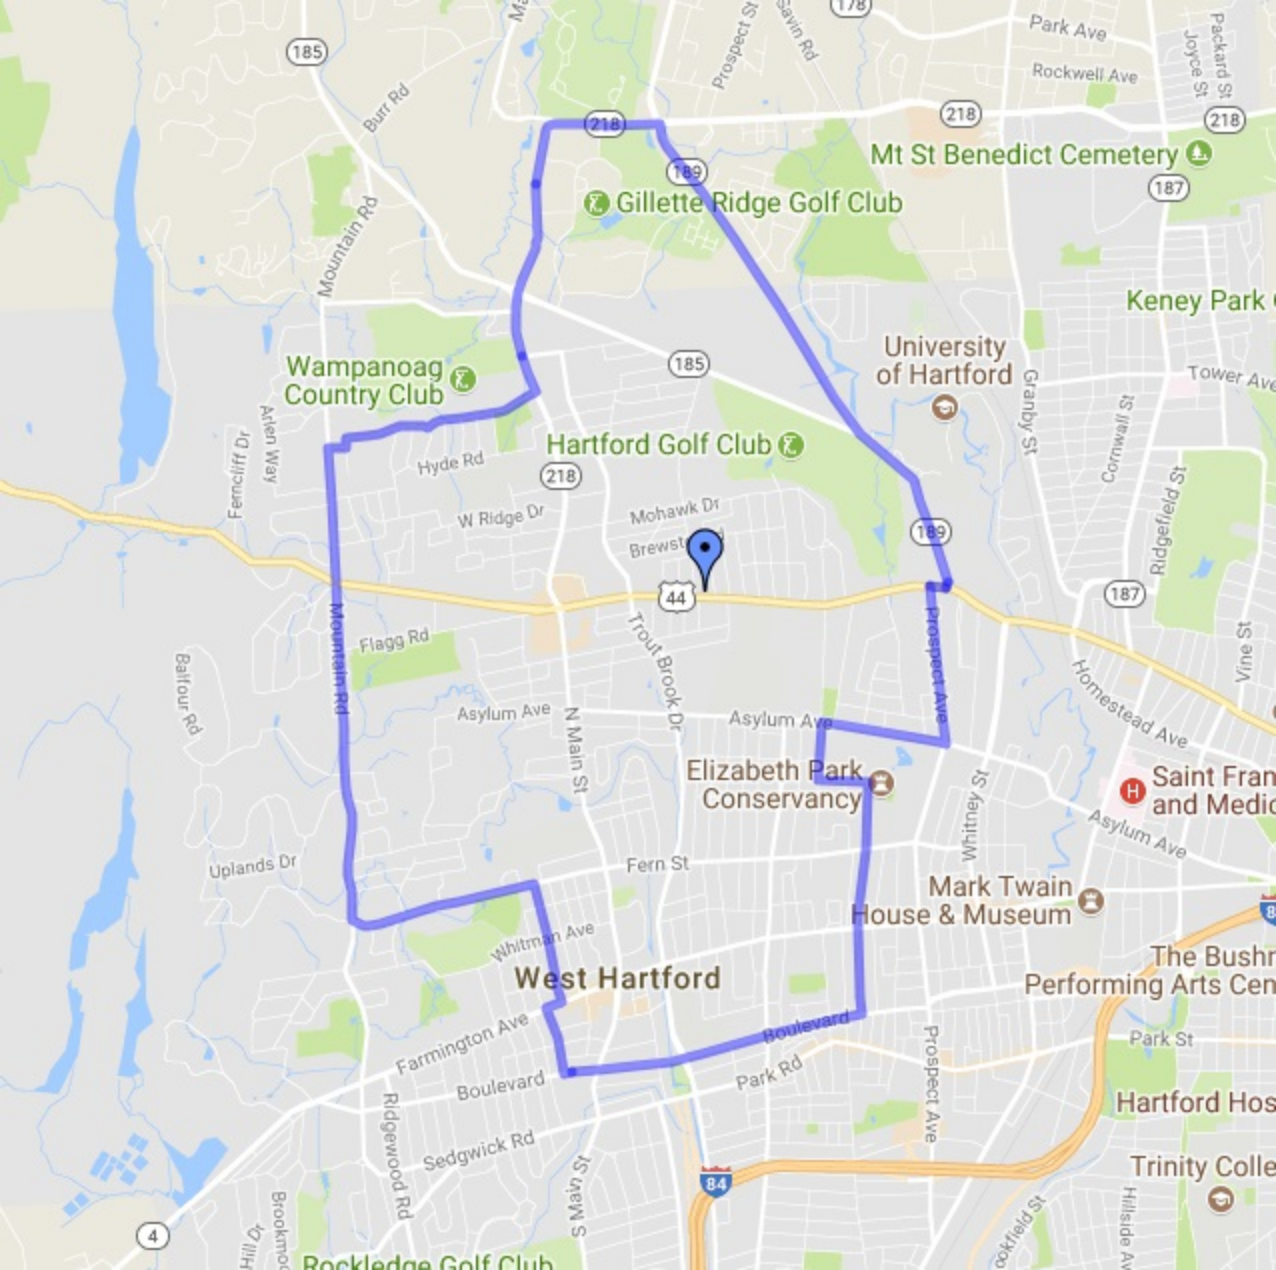 178
Prospect St
Savin Rd
Park Ave
Packard St
Joyce St
Rockwell Ave
185
Burr Rd
218
218
218
Mt St Benedict Cemetery
189
187
Gillette Ridge Golf Club
Mountain Rd
Keney Park
University
of Hartford
Wampanoag
Country Club
185
Tower Ave
Granby St
Cornwall St
Arlen Way
Ferncliff Dr
Hyde Rd
Hartford Golf Club
218
Ridgefield St
W Ridge Dr
Mohawk Dr
189
44
187
Mountain Rd
Flagg Rd
Trout Brook Dr
Prospect Ave
Vine St
Balfour Rd
Homestead Ave
Asylum Ave
N Main St
Asylum Ave
Elizabeth Park
Conservancy
H
Saint Fran
and Medic
Whitney St
Asylum Ave
Uplands Dr
Fern St
Mark Twain
House & Museum
Whitman Ave
The Bushn
Performing Arts Cen
West Hartford
Farmington Ave
Boulevard
Prospect Ave
Park St
Boulevard
Park Rd
Ridgewood Rd
Hartford Hos
Sedgwick Rd
S Main St
84
Trinity Colle
4
Hill Dr
Brookmoo
Hillside Av
ookfield St
Rockledge Golf Club